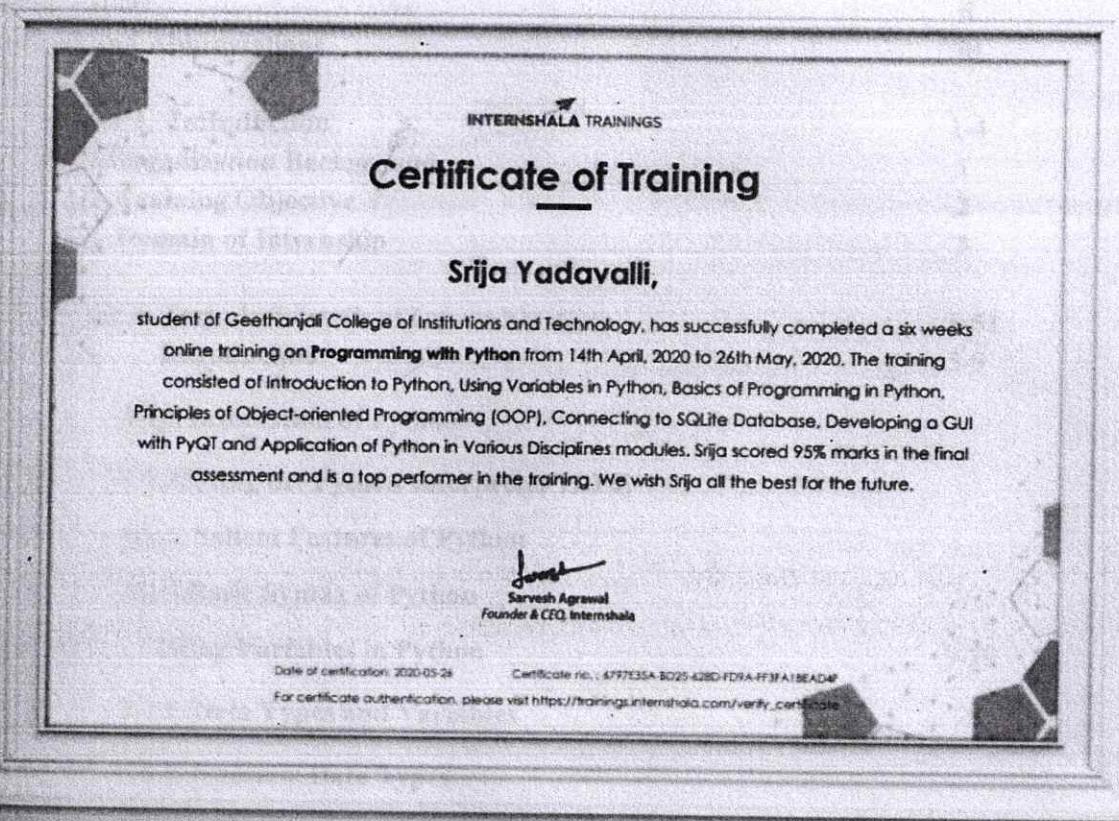 INTERNSHALA TRAININGS
Certificate of Training
Srija Yadavalli,
student of Geethanjali College of Institutions and Technology, has successfully completed a six weeks
online training on Programming with Python from 14th April, 2020 to 26th May, 2020. The training
consisted of Introduction to Python, Using Variables in Python, Basics of Programming in Python,
Principles of Object-oriented Programming (OOP), Connecting to SQLite Database, Developing a GUI
with PyQT and Application of Python in Various Disciplines modules. Srija scored 95% marks in the final
assessment and is a top performer in the training. We wish Srija all the best for the future.
Sarvesh Agrawal
Founder & CEO, Internshala
Date of certification: 2020-05-26 Certificate no. :
For certificate authentication, please visit https://trainings.internshala.com/verify_certificate